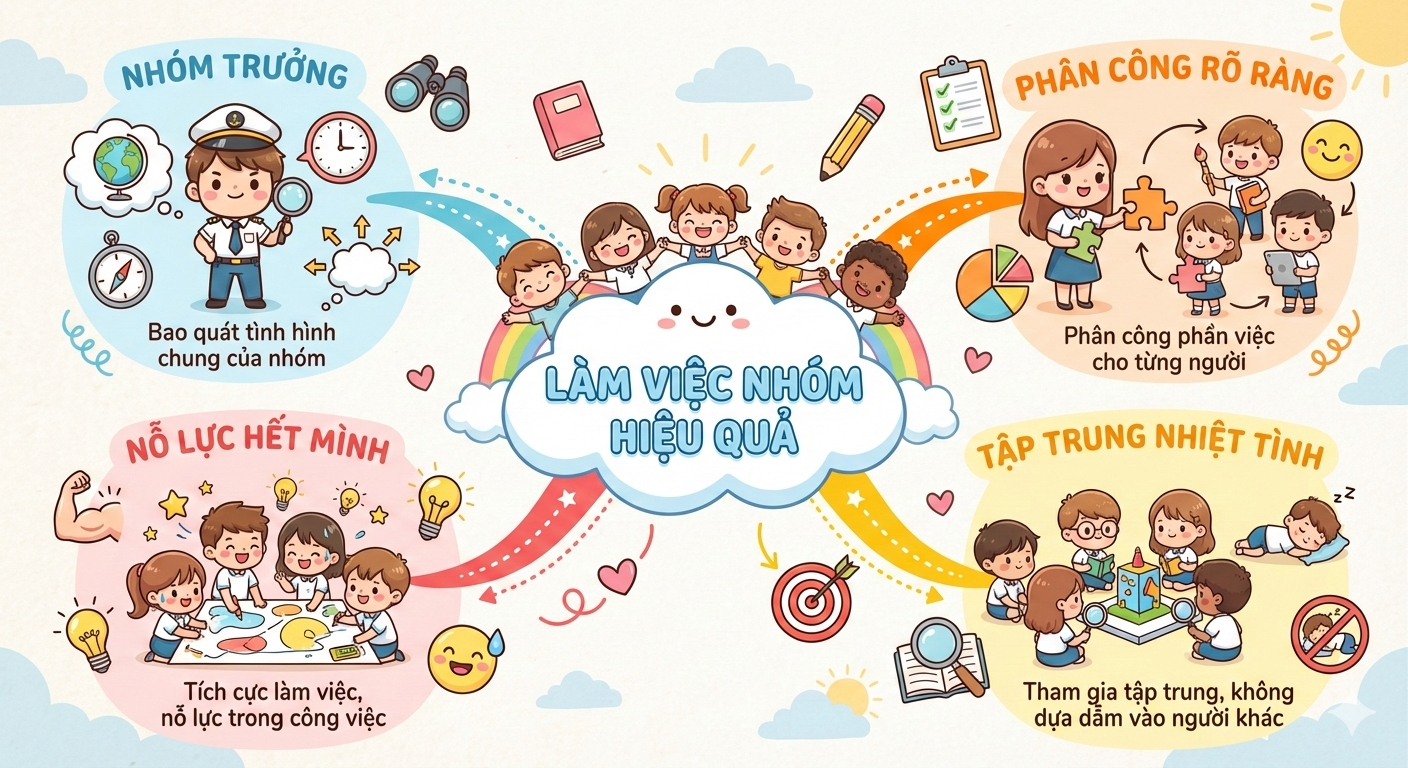 NHÓM TRƯỞNG
Bao quát tình hình
chung của nhóm
PHÂN CÔNG RÕ RÀNG
Phân công phần việc
cho từng người
LÀM VIỆC NHÓM
HIỆU QUẢ
NỖ LỰC HẾT MÌNH
Tích cực làm việc,
nỗ lực trong công việc
TẬP TRUNG NHIỆT TÌNH
zzZ
Tham gia tập trung, không
dựa dẫm vào người khác